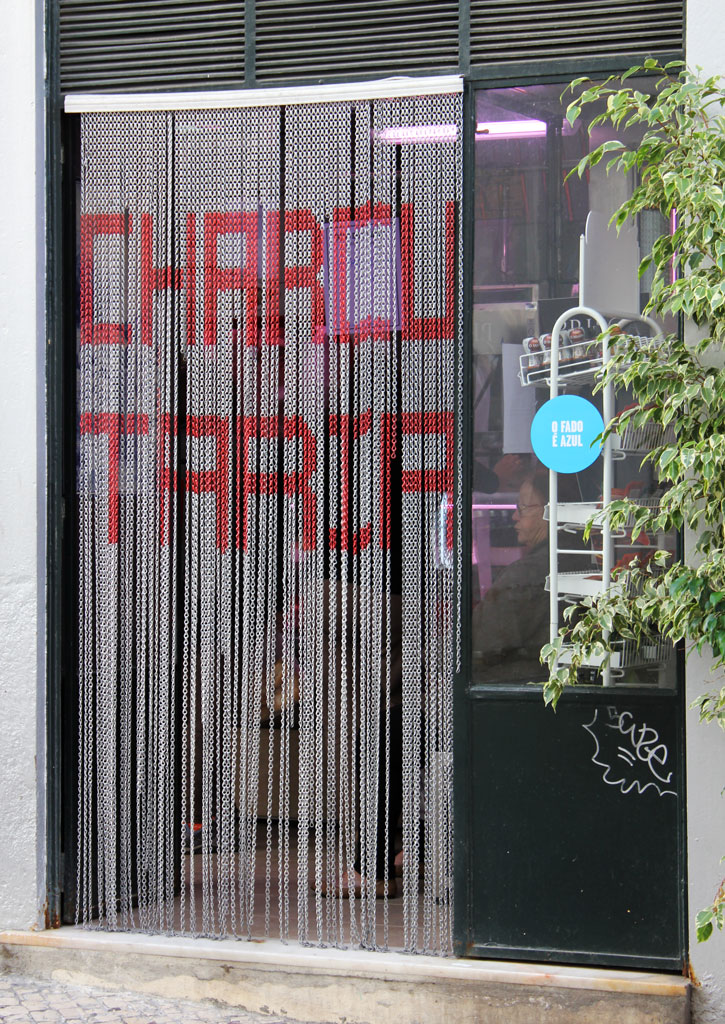 CHARCU
TARIA
O FADO
É AZUL